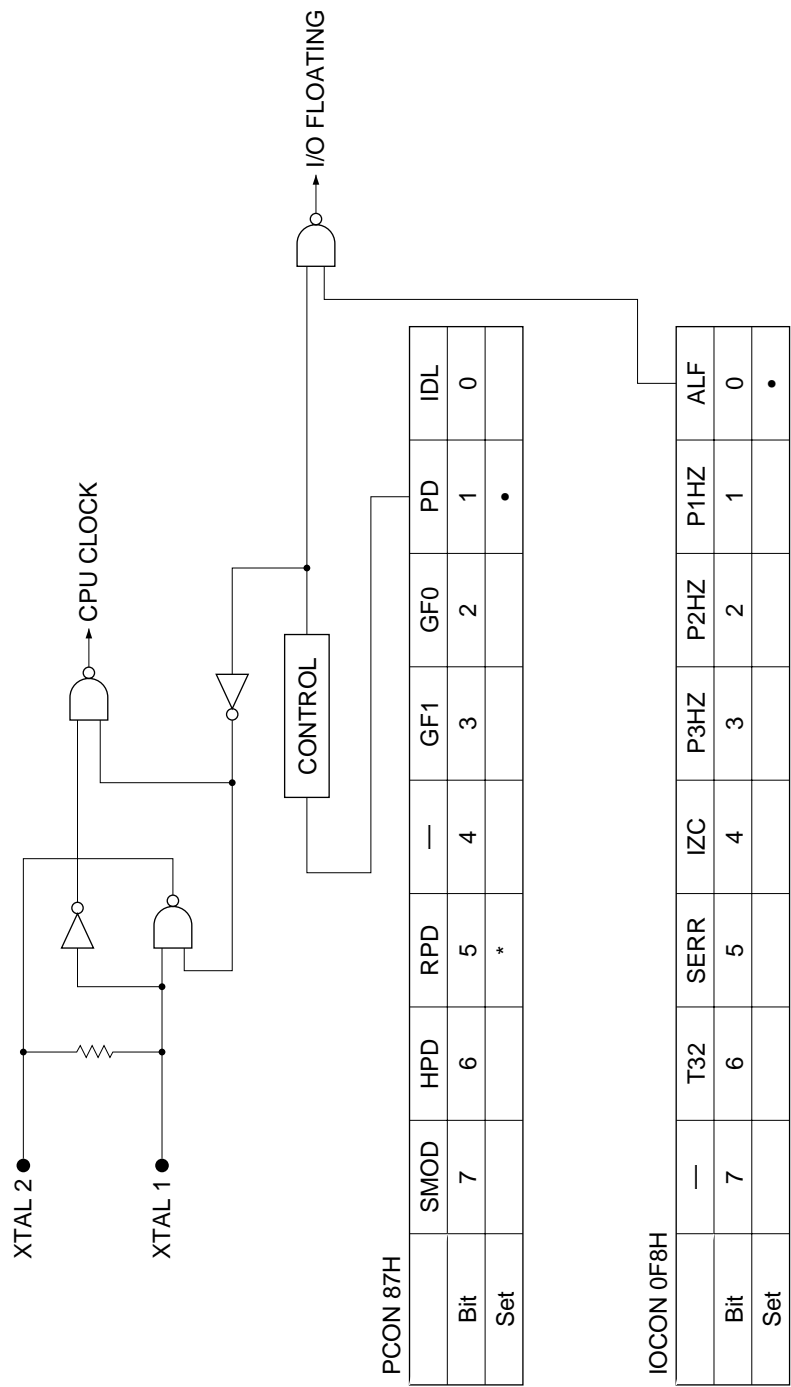 XTAL 2
XTAL 1
CPU CLOCK
CONTROL
I/O FLOATING
PCON 87H
SMOD HPD RPD — GF1 GF0 PD IDL
Bit 7 6 5 4 3 2 1 0
Set * •
IOCON 0F8H
— T32 SERR IZC P3HZ P2HZ P1HZ ALF
Bit 7 6 5 4 3 2 1 0
Set •